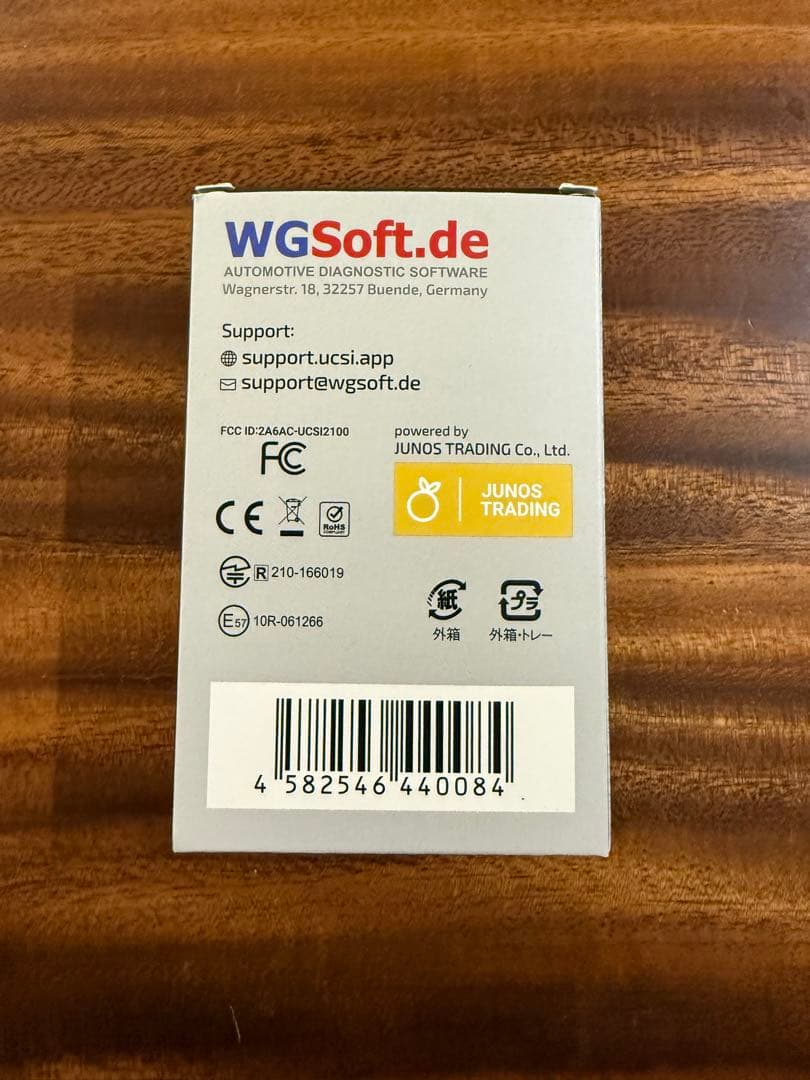 WGSoft.de
AUTOMOTIVE DIAGNOSTIC SOFTWARE
Wagnerstr. 18, 32257 Buende, Germany
Support:
support.ucsi.app
support@wgsoft.de
FCC ID:2A6AC-UCSI2100
FC
powered by
JUNOS TRADING Co., Ltd.
JUNOS
TRADING
CE
RoHS
COMPLIANT
R 210-166019
E57 10R-061266
紙
外箱
プラ
外箱・トレー
4 582546 440084